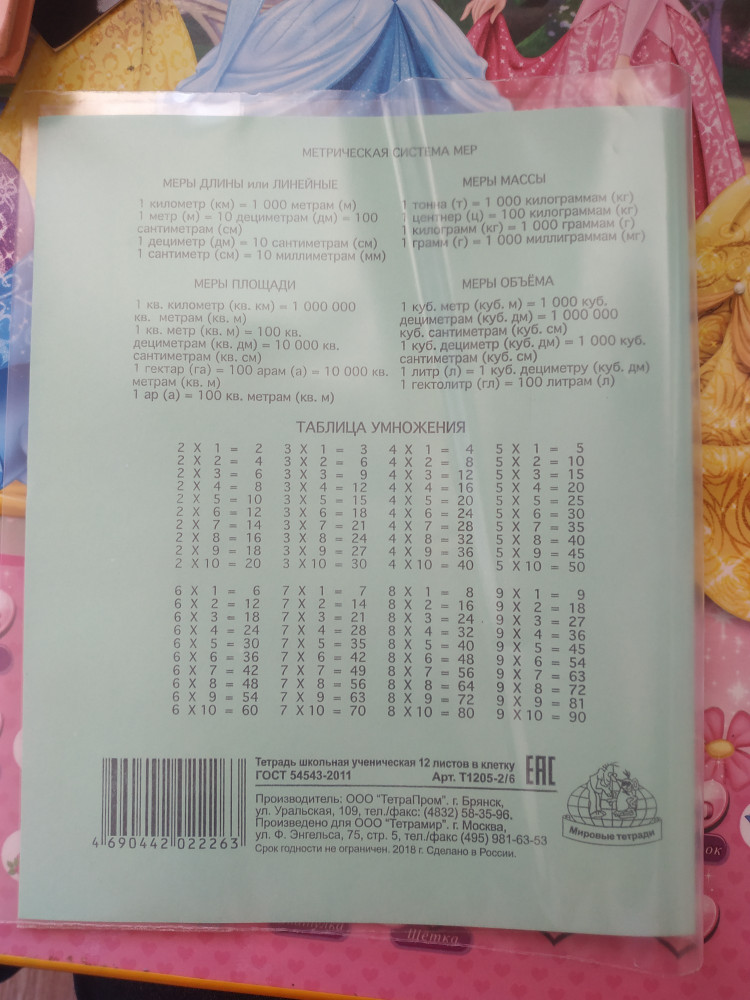 МЕТРИЧЕСКАЯ СИСТЕМА МЕР
МЕРЫ ДЛИНЫ или ЛИНЕЙНЫЕ
1 километр (км) = 1 000 метрам (м)
1 метр (м) = 10 дециметрам (дм) = 100
сантиметрам (см)
1 дециметр (дм) = 10 сантиметрам (см)
1 сантиметр (см) = 10 миллиметрам (мм)
МЕРЫ МАССЫ
1 тонна (т) = 1 000 килограммам (кг)
1 центнер (ц) = 100 килограммам (кг)
1 килограмм (кг) = 1 000 граммам (г)
1 грамм (г) = 1 000 миллиграммам (мг)
МЕРЫ ПЛОЩАДИ
1 кв. километр (кв. км) = 1 000 000
кв. метрам (кв. м)
1 кв. метр (кв. м) = 100 кв.
дециметрам (кв. дм) = 10 000 кв.
сантиметрам (кв. см)
1 гектар (га) = 100 арам (а) = 10 000 кв.
метрам (кв. м)
1 ар (а) = 100 кв. метрам (кв. м)
МЕРЫ ОБЪЁМА
1 куб. метр (куб. м) = 1 000 куб.
дециметрам (куб. дм) = 1 000 000
куб. сантиметрам (куб. см)
1 куб. дециметр (куб. дм) = 1 000 куб.
сантиметрам (куб. см)
1 литр (л) = 1 куб. дециметру (куб. дм)
1 гектолитр (гл) = 100 литрам (л)
ТАБЛИЦА УМНОЖЕНИЯ
2 X 1 = 2 3 X 1 = 3 4 X 1 = 4 5 X 1 = 5
2 X 2 = 4 3 X 2 = 6 4 X 2 = 8 5 X 2 = 10
2 X 3 = 6 3 X 3 = 9 4 X 3 = 12 5 X 3 = 15
2 X 4 = 8 3 X 4 = 12 4 X 4 = 16 5 X 4 = 20
2 X 5 = 10 3 X 5 = 15 4 X 5 = 20 5 X 5 = 25
2 X 6 = 12 3 X 6 = 18 4 X 6 = 24 5 X 6 = 30
2 X 7 = 14 3 X 7 = 21 4 X 7 = 28 5 X 7 = 35
2 X 8 = 16 3 X 8 = 24 4 X 8 = 32 5 X 8 = 40
2 X 9 = 18 3 X 9 = 27 4 X 9 = 36 5 X 9 = 45
2 X 10 = 20 3 X 10 = 30 4 X 10 = 40 5 X 10 = 50
6 X 1 = 6 7 X 1 = 7 8 X 1 = 8 9 X 1 = 9
6 X 2 = 12 7 X 2 = 14 8 X 2 = 16 9 X 2 = 18
6 X 3 = 18 7 X 3 = 21 8 X 3 = 24 9 X 3 = 27
6 X 4 = 24 7 X 4 = 28 8 X 4 = 32 9 X 4 = 36
6 X 5 = 30 7 X 5 = 35 8 X 5 = 40 9 X 5 = 45
6 X 6 = 36 7 X 6 = 42 8 X 6 = 48 9 X 6 = 54
6 X 7 = 42 7 X 7 = 49 8 X 7 = 56 9 X 7 = 63
6 X 8 = 48 7 X 8 = 56 8 X 8 = 64 9 X 8 = 72
6 X 9 = 54 7 X 9 = 63 8 X 9 = 72 9 X 9 = 81
6 X 10 = 60 7 X 10 = 70 8 X 10 = 80 9 X 10 = 90
Тетрадь школьная ученическая 12 листов в клетку
ГОСТ 54543-2011 Арт. Т1205-2/6
EAC
Производитель: ООО "ТетраПром". г. Брянск,
ул. Уральская, 109, тел./факс: (4832) 58-35-96.
Произведено для ООО "Тетрамир". г. Москва,
ул. Ф. Энгельса, 75, стр. 5, тел./факс (495) 981-63-53
Срок годности не ограничен. 2018 г. Сделано в России.
4 690442 022263
Мировые тетради
Щётка